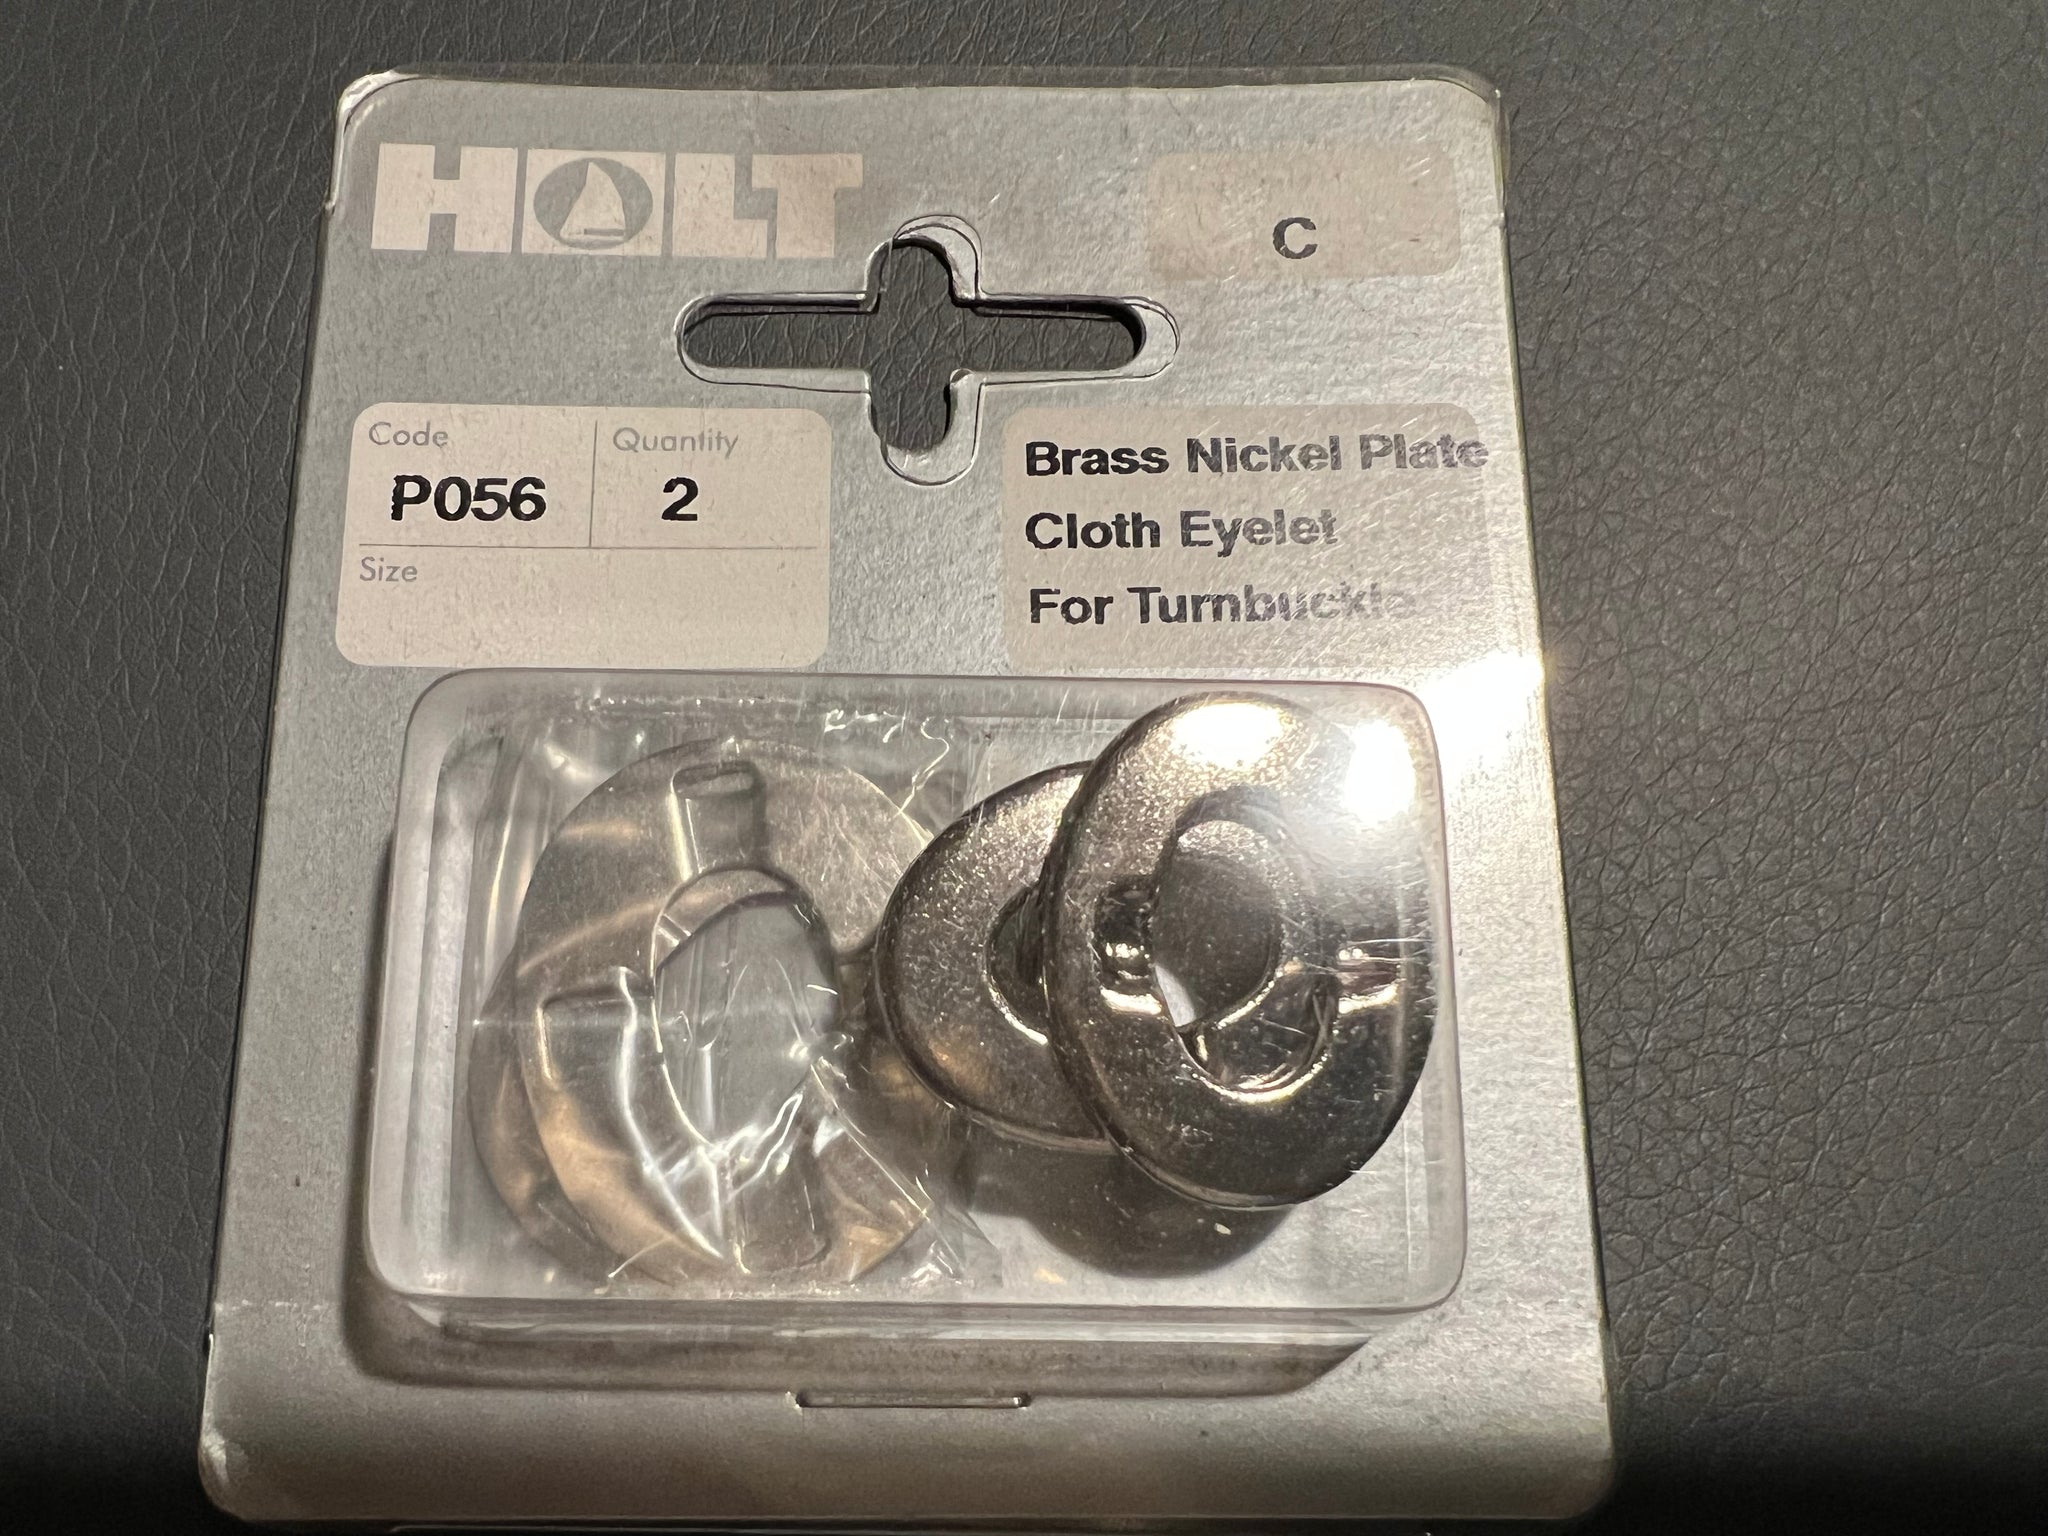 HOLT
C
Code
Quantity
P056
2
Size
Brass Nickel Plate
Cloth Eyelet
For Turnbuckle